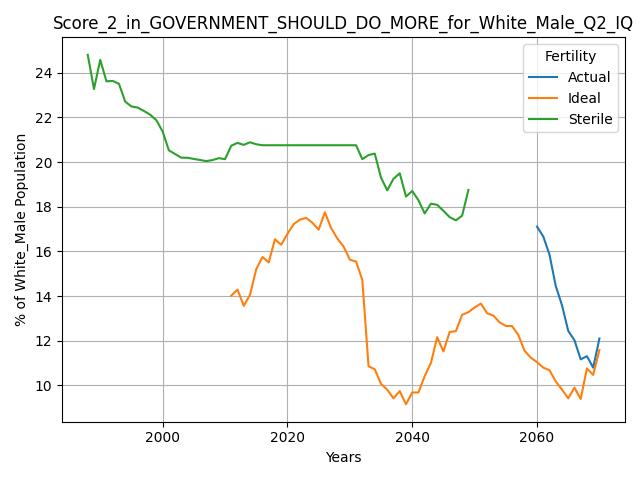 Score_2_in_GOVERNMENT_SHOULD_DO_MORE_for_White_Male_Q2_IQ
Fertility
Actual
Ideal
Sterile
% of White_Male Population
24
22
20
18
16
14
12
10
2000
2020
2040
2060
Years